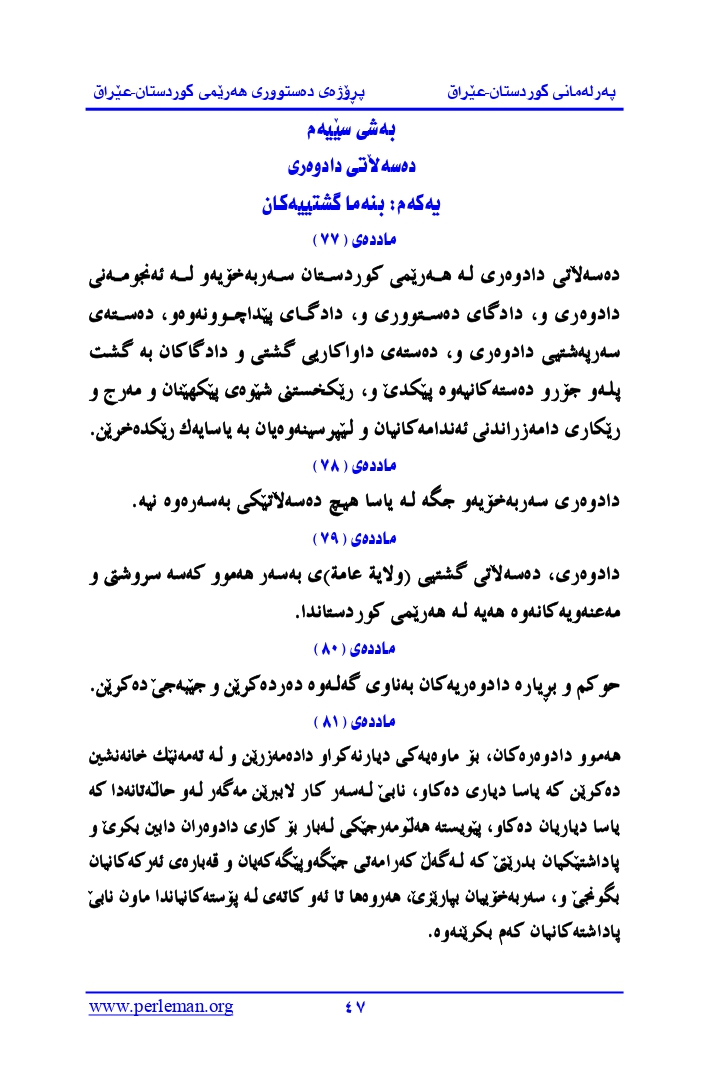 پەرلەمانی کوردستان-عێراق پڕۆژەی دەستووری هەرێمی کوردستان-عێراق
بەشی سێیەم
دەسەڵاتی دادوەری
یەکەم: بنەما گشتییەکان
ماددەی (٧٧)
دەسەڵاتی دادوەری لە هەرێمی کوردستان سەربەخۆیەو لە ئەنجومەنی
دادوەری و، دادگای دەستووری و، دادگای پێداچوونەوەو، دەستەی
سەرپەشتیی دادوەری و، دەستەی داواکاریی گشتی و دادگاکان بە گشت
پلەو جۆرو دەستەکانیەوە پێکدێ و، رێکخستنی شێوەی پێکهێنان و مەرج و
رێکاری دامەزراندنی ئەندامەکانیان و لێپرسینەوەیان بە یاسایەك رێکدەخرێن.
ماددەی (٧٨)
دادوەری سەربەخۆیەو جگە لە یاسا هیچ دەسەڵاتێکی بەسەرەوە نیە.
ماددەی (٧٩)
دادوەری، دەسەڵاتی گشتیی (ولایة عامة)ی بەسەر هەموو کەسە سروشتی و
مەعنەویەکانەوە هەیە لە هەرێمی کوردستاندا.
ماددەی (٨٠)
حوکم و بڕیارە دادوەریەکان بەناوی گەلەوە دەردەکرێن و جێبەجێ دەکرێن.
ماددەی (٨١)
هەموو دادوەرەکان، بۆ ماوەیەکی دیارنەکراو دادەمەزرێن و لە تەمەنێك خانەنشین
دەکرێن کە یاسا دیاری دەکاو، نابێ لەسەر کار لاببرێن مەگەر لەو حاڵەتانەدا کە
یاسا دیاریان دەکاو، پێویستە هەلومەرجێکی لەبار بۆ کاری دادوەران دابین بکرێ و
پاداشتێکیان بدرێتێ کە لەگەڵ کەرامەتی جێگەوپێگەکەیان و قەبارەی ئەرکەکانیان
بگونجێ و، سەربەخۆییان بپارێزێ، هەروەها تا ئەو کاتەی لە پۆستەکانیاندا ماون نابێ
پاداشتەکانیان کەم بکرێنەوە.
www.perleman.org ٤٧